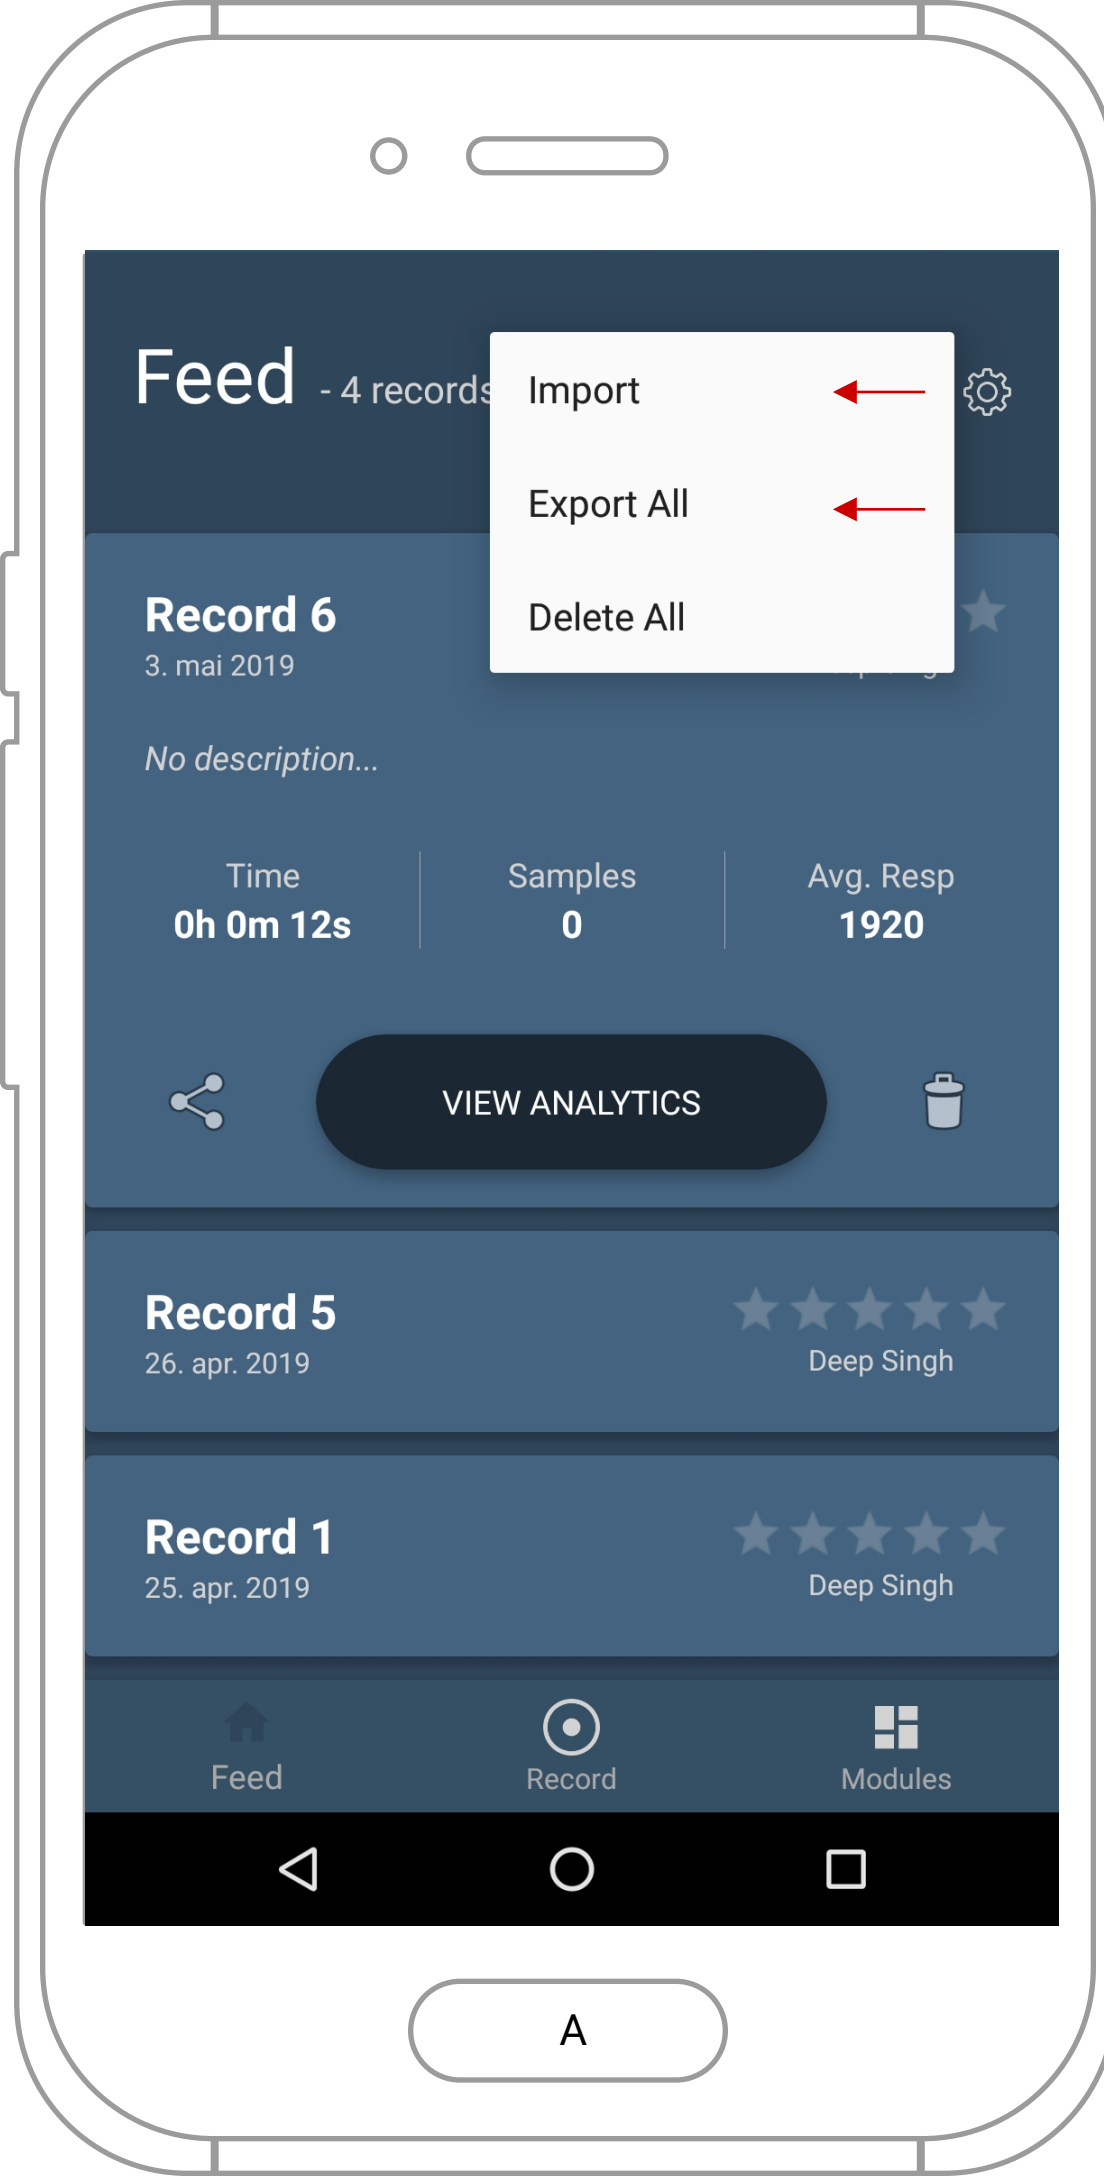 Feed - 4 records
Import
Export All
Delete All
Record 6
3. mai 2019
No description...
Time
0h 0m 12s
Samples
0
Avg. Resp
1920
VIEW ANALYTICS
Record 5
26. apr. 2019
Deep Singh
Record 1
25. apr. 2019
Deep Singh
Feed
Record
Modules
A